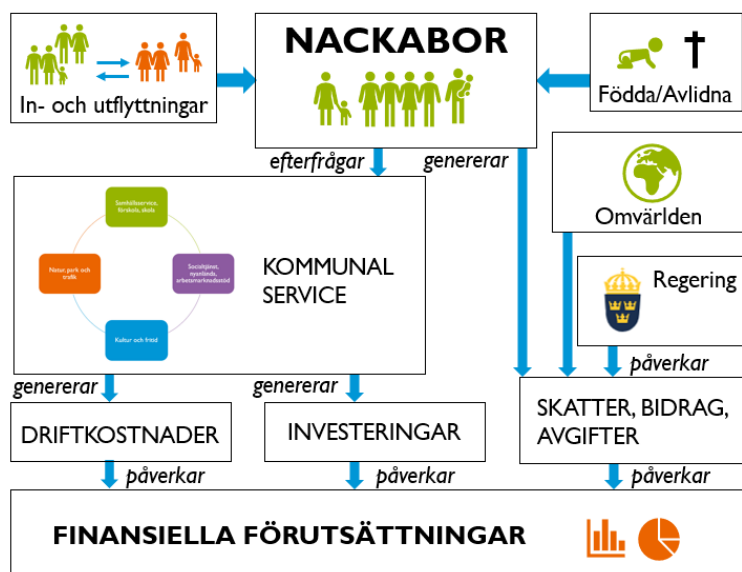 NACKABOR
In- och utflyttningar
Födda/Avlidna
efterfrågar
genererar
Omvärlden
Samhällsservice,
förskola, skola
Natur, park och
trafik
Socialtjänst,
nyanlända,
arbetsmarknadsstöd
Kultur och fritid
KOMMUNAL
SERVICE
Regering
påverkar
genererar
genererar
DRIFTKOSTNADER
INVESTERINGAR
SKATTER, BIDRAG,
AVGIFTER
påverkar
påverkar
påverkar
FINANSIELLA FÖRUTSÄTTNINGAR